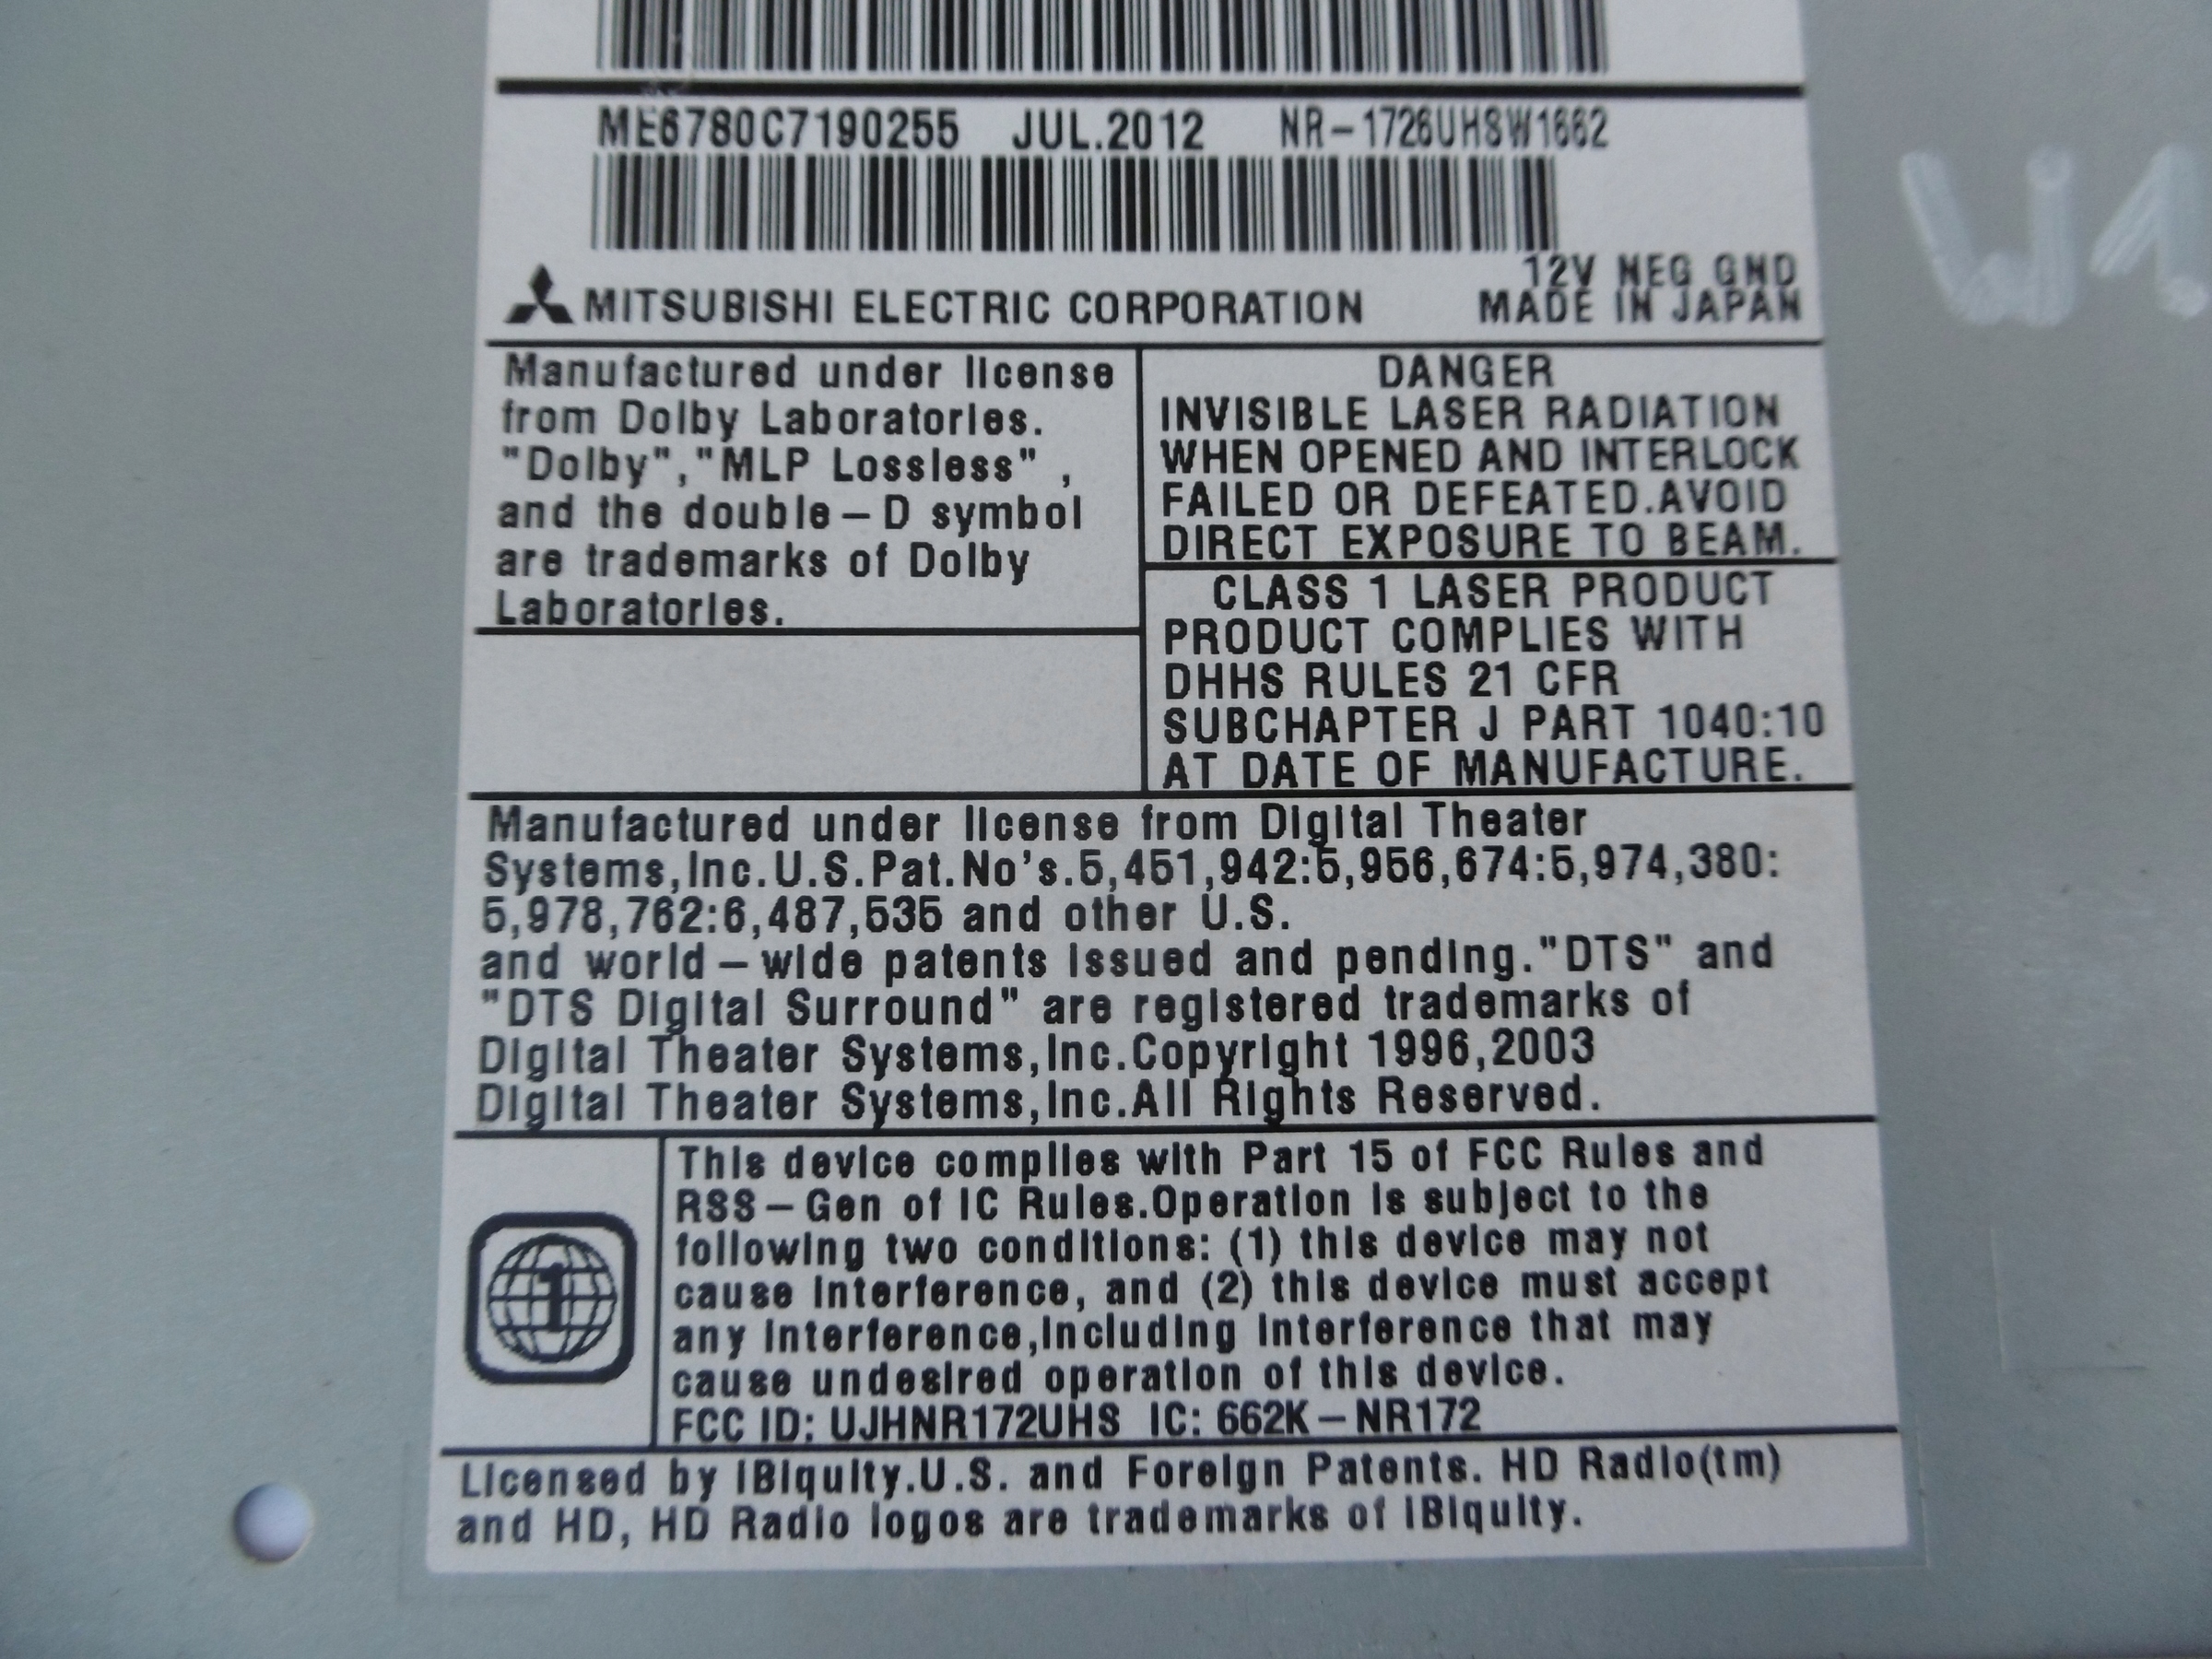 ME6780C7190255 JUL.2012 NR-1726UHSW1662
12V NEG GND
MITSUBISHI ELECTRIC CORPORATION MADE IN JAPAN
Manufactured under license
from Dolby Laboratories.
"Dolby","MLP Lossless" ,
and the double-D symbol
are trademarks of Dolby
Laboratories.
DANGER
INVISIBLE LASER RADIATION
WHEN OPENED AND INTERLOCK
FAILED OR DEFEATED.AVOID
DIRECT EXPOSURE TO BEAM.
CLASS 1 LASER PRODUCT
PRODUCT COMPLIES WITH
DHHS RULES 21 CFR
SUBCHAPTER J PART 1040:10
AT DATE OF MANUFACTURE.
Manufactured under license from Digital Theater
Systems,Inc.U.S.Pat.No's.5,451,942:5,956,674:5,974,380:
5,978,762:6,487,535 and other U.S.
and world-wide patents issued and pending."DTS" and
"DTS Digital Surround" are registered trademarks of
Digital Theater Systems,Inc.Copyright 1996,2003
Digital Theater Systems,Inc.All Rights Reserved.
1
This device complies with Part 15 of FCC Rules and
RSS-Gen of IC Rules.Operation is subject to the
following two conditions: (1) this device may not
cause interference, and (2) this device must accept
any interference,including interference that may
cause undesired operation of this device.
FCC ID: UJHNR172UHS IC: 662K-NR172
Licensed by iBiquity.U.S. and Foreign Patents. HD Radio(tm)
and HD, HD Radio logos are trademarks of iBiquity.